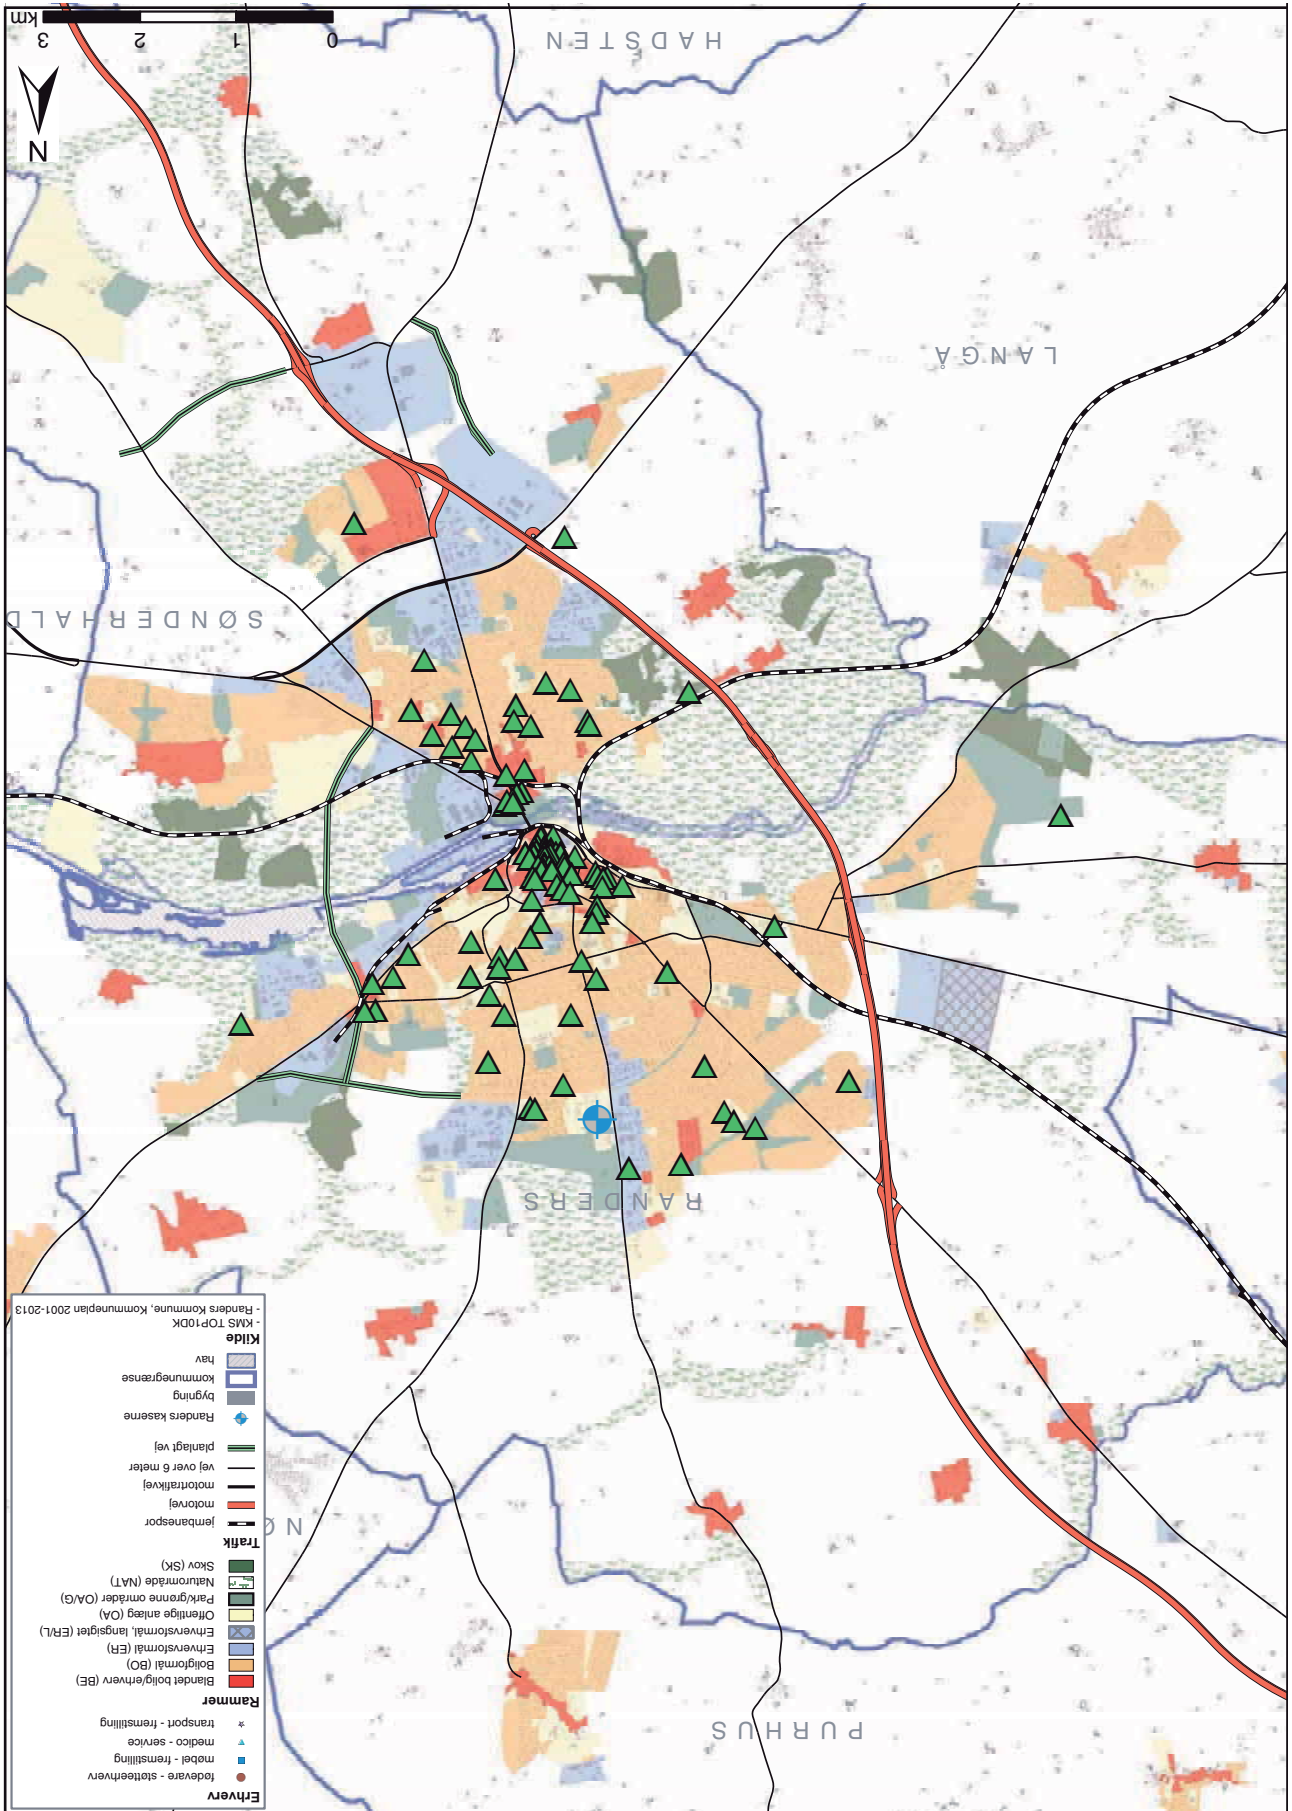 Erhverv
fødevare - støtteerhverv
møbel - fremstilling
medico - service
transport - fremstilling
Rammer
Blandet bolig/erhverv (BE)
Boligformål (BO)
Erhvervsformål (ER)
Erhvervsformål, langsigtet (ER/L)
Offentlige anlæg (OA)
Park/grønne områder (OA/G)
Naturområde (NAT)
Skov (SK)
Trafik
jernbanespor
motorvej
motortrafikvej
vej over 6 meter
planlagt vej
Randers kaserne
bygning
kommunegrænse
hav
Kilde
- KMS TOP10DK
- Randers Kommune, Kommuneplan 2001-2013
PURHUS
NØ
RANDERS
SØNDERHALD
LANGÅ
HADSTEN
N
0 1 2 3
km